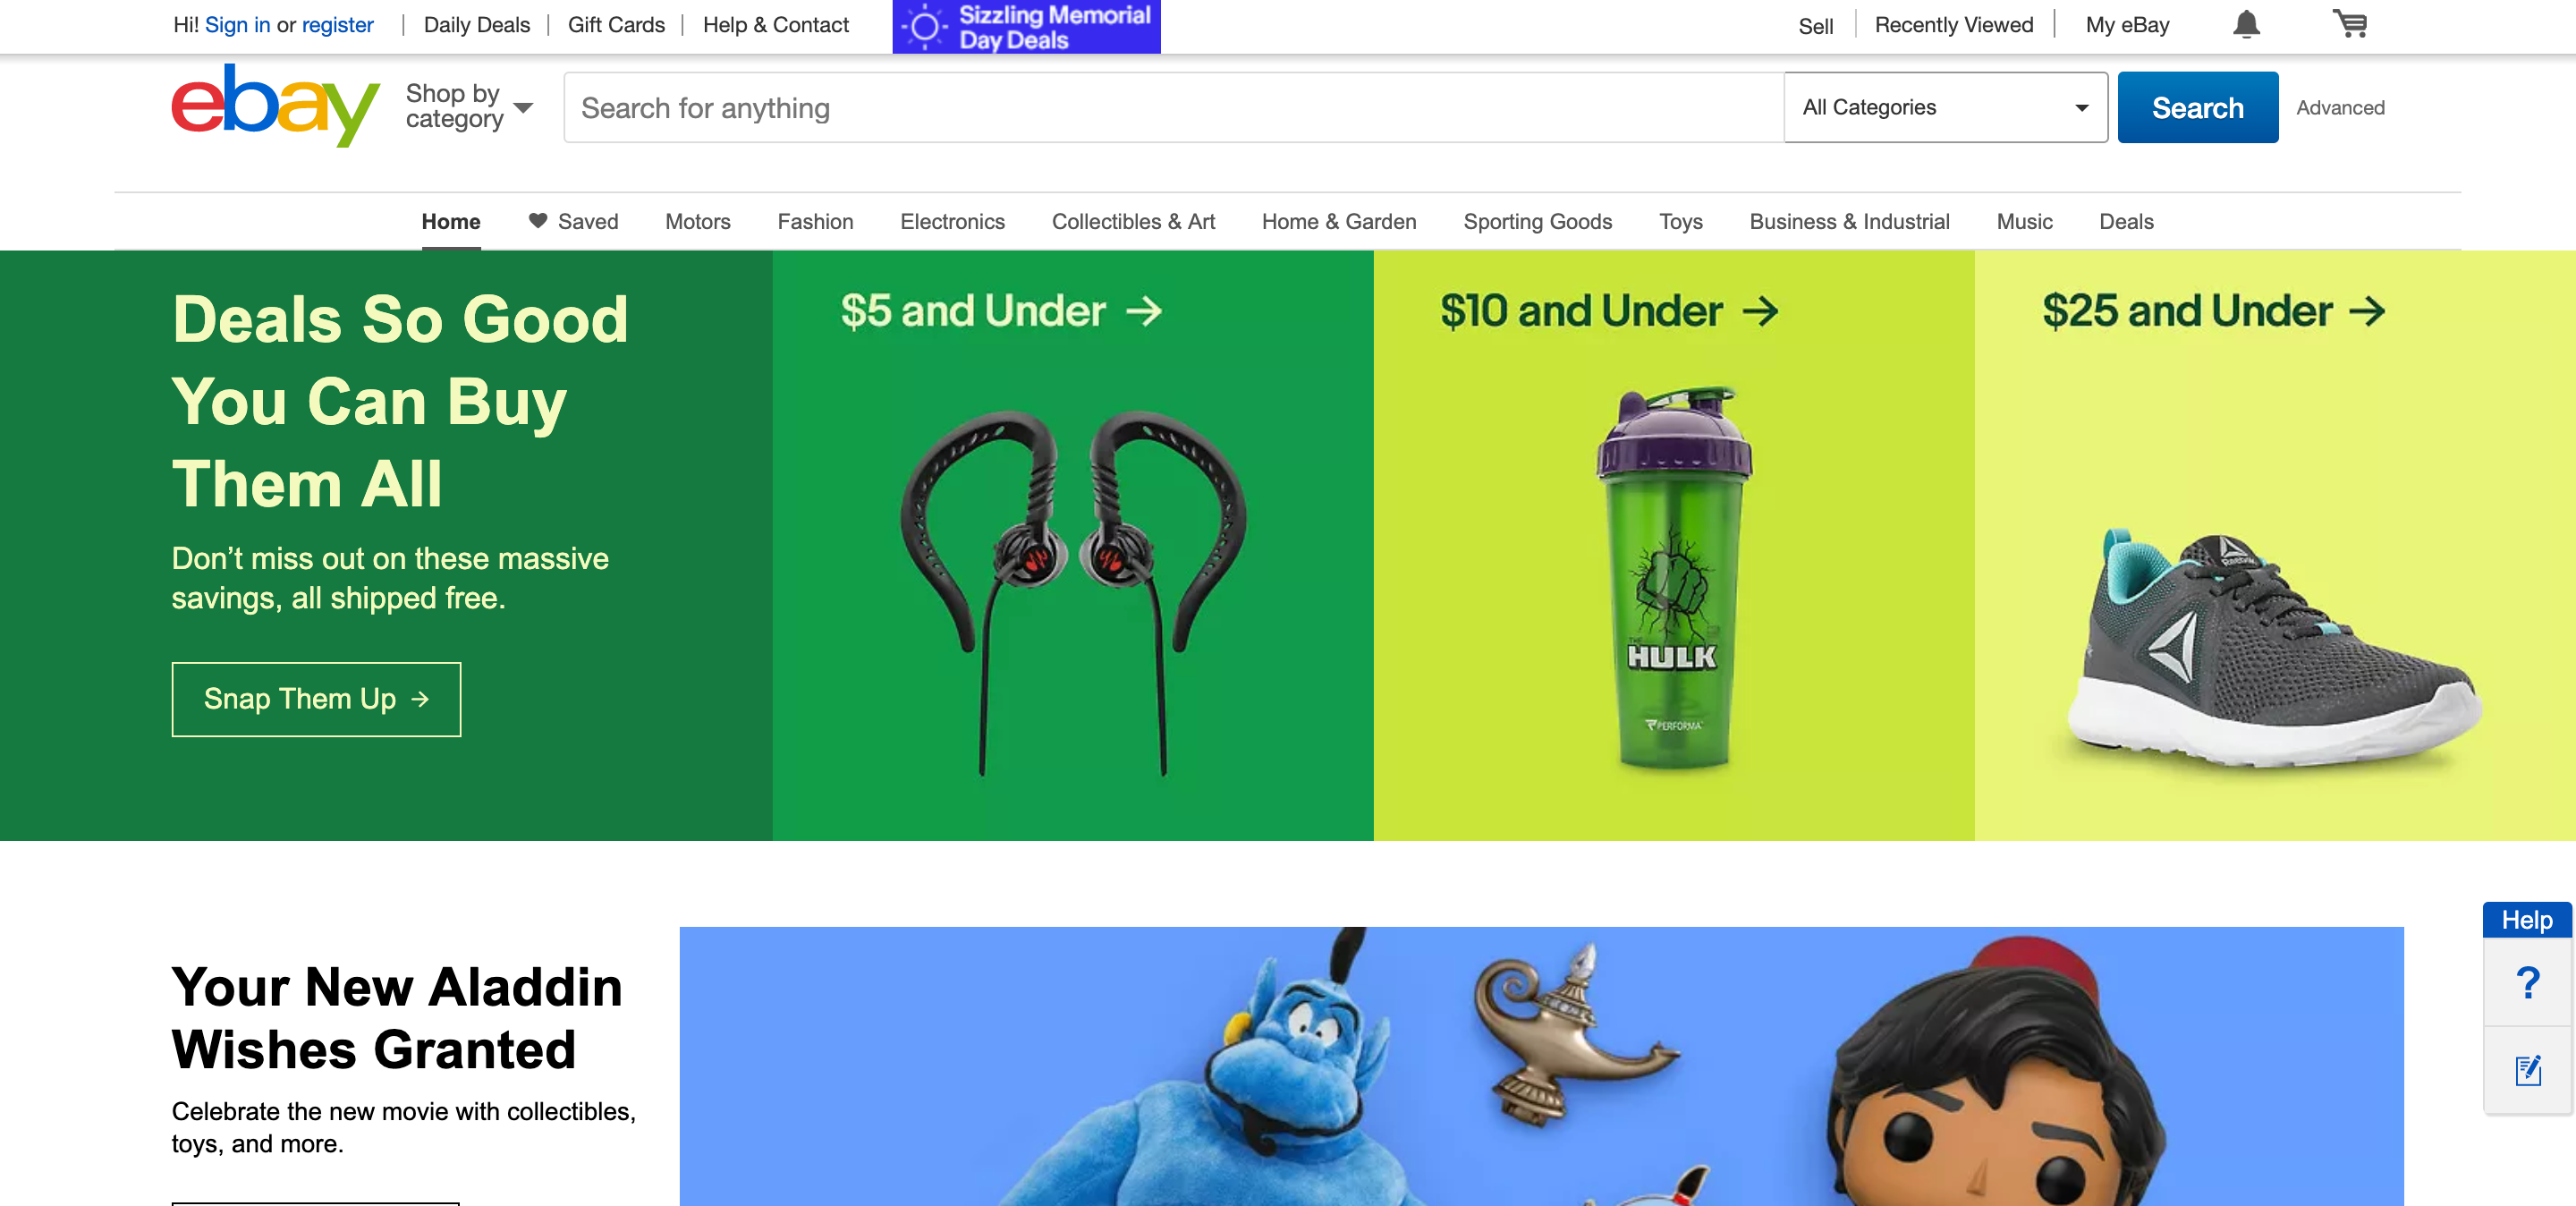 Hi! Sign in or register | Daily Deals | Gift Cards | Help & Contact
Sizzling Memorial
Day Deals
Sell | Recently Viewed | My eBay
ebay
Shop by
category
Search for anything
All Categories
Search
Advanced
Home Saved Motors Fashion Electronics Collectibles & Art Home & Garden Sporting Goods Toys Business & Industrial Music Deals
Deals So Good
You Can Buy
Them All
Don’t miss out on these massive
savings, all shipped free.
Snap Them Up →
$5 and Under →
$10 and Under →
THE
HULK
PERFORMA
$25 and Under →
Reebok
Help
?
Your New Aladdin
Wishes Granted
Celebrate the new movie with collectibles,
toys, and more.